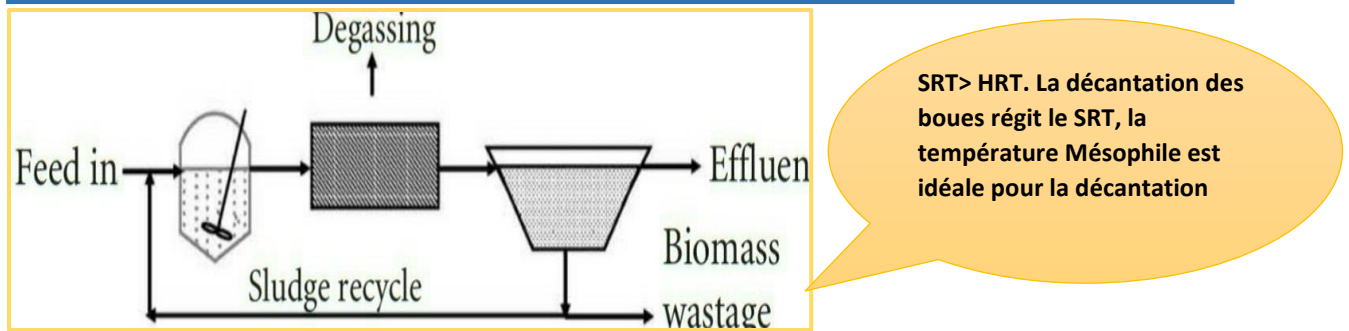 Degassing
Feed in
Effluen
Biomass
wastage
Sludge recycle
SRT> HRT. La décantation des
boues régit le SRT, la
température Mésophile est
idéale pour la décantation